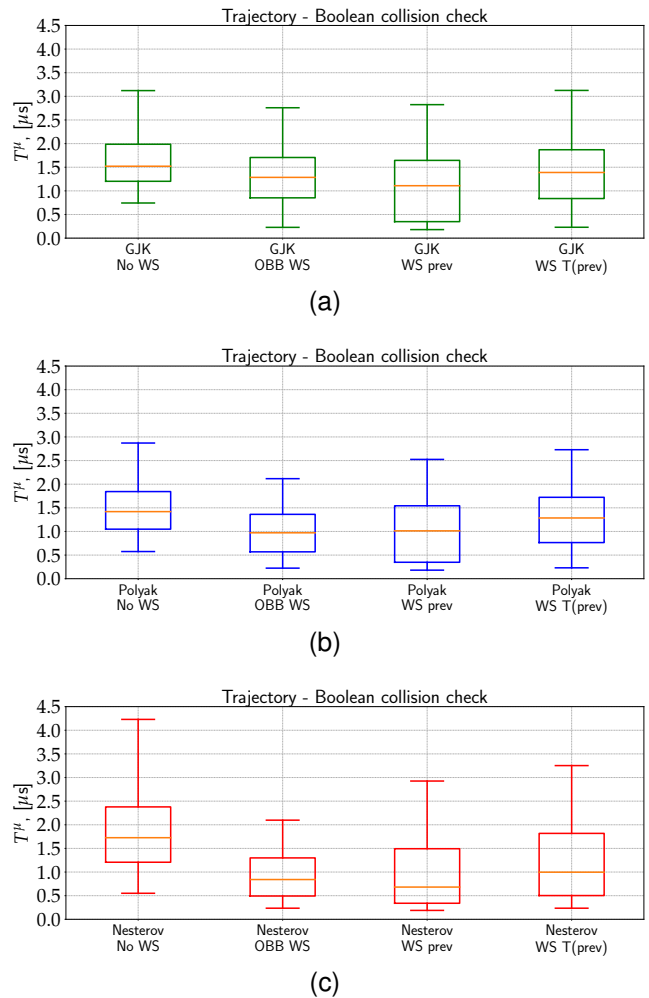 Trajectory - Boolean collision check
4.5
4.0
3.5
3.0
2.5
2.0
1.5
1.0
0.5
0.0
T^μ, [μs]
GJK GJK GJK GJK
No WS OBB WS WS prev WS T(prev)
(a)
Trajectory - Boolean collision check
4.5
4.0
3.5
3.0
2.5
2.0
1.5
1.0
0.5
0.0
T^μ, [μs]
Polyak Polyak Polyak Polyak
No WS OBB WS WS prev WS T(prev)
(b)
Trajectory - Boolean collision check
4.5
4.0
3.5
3.0
2.5
2.0
1.5
1.0
0.5
0.0
T^μ, [μs]
Nesterov Nesterov Nesterov Nesterov
No WS OBB WS WS prev WS T(prev)
(c)